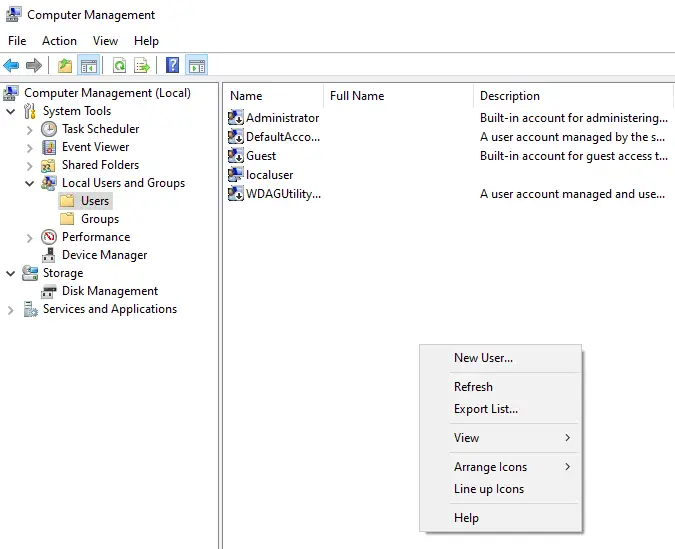 Computer Management
File Action View Help
Computer Management (Local)
System Tools
Task Scheduler
Event Viewer
Shared Folders
Local Users and Groups
Users
Groups
Performance
Device Manager
Storage
Disk Management
Services and Applications
Name Full Name Description
Administrator Built-in account for administering...
DefaultAcco... A user account managed by the s...
Guest Built-in account for guest access t...
localuser
WDAGUtility... A user account managed and use...
New User...
Refresh
Export List...
View
Arrange Icons
Line up Icons
Help